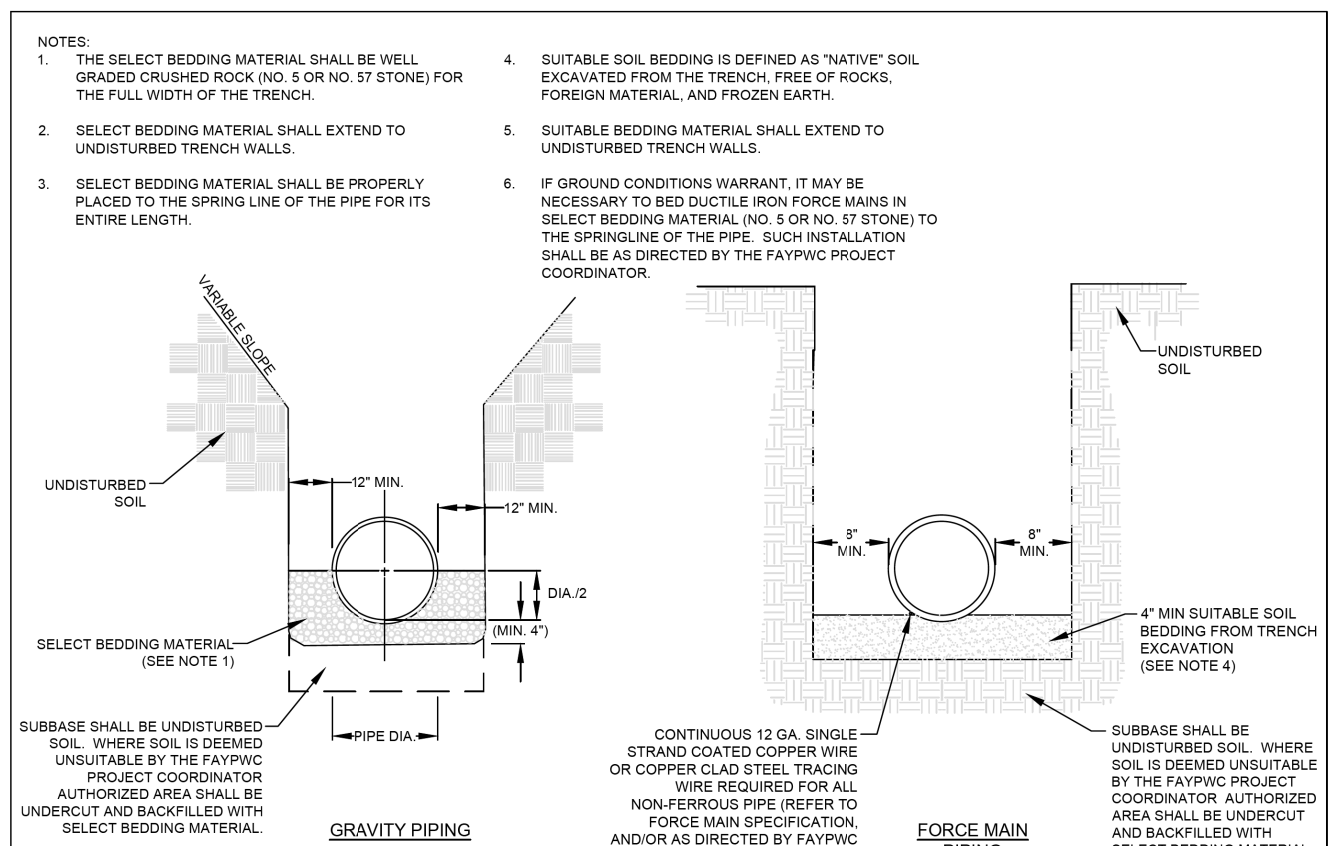 NOTES:
1. THE SELECT BEDDING MATERIAL SHALL BE WELL
GRADED CRUSHED ROCK (NO. 5 OR NO. 57 STONE) FOR
THE FULL WIDTH OF THE TRENCH.
2. SELECT BEDDING MATERIAL SHALL EXTEND TO
UNDISTURBED TRENCH WALLS.
3. SELECT BEDDING MATERIAL SHALL BE PROPERLY
PLACED TO THE SPRING LINE OF THE PIPE FOR ITS
ENTIRE LENGTH.
4. SUITABLE SOIL BEDDING IS DEFINED AS "NATIVE" SOIL
EXCAVATED FROM THE TRENCH, FREE OF ROCKS,
FOREIGN MATERIAL, AND FROZEN EARTH.
5. SUITABLE BEDDING MATERIAL SHALL EXTEND TO
UNDISTURBED TRENCH WALLS.
6. IF GROUND CONDITIONS WARRANT, IT MAY BE
NECESSARY TO BED DUCTILE IRON FORCE MAINS IN
SELECT BEDDING MATERIAL (NO. 5 OR NO. 57 STONE) TO
THE SPRINGLINE OF THE PIPE. SUCH INSTALLATION
SHALL BE AS DIRECTED BY THE FAYPWC PROJECT
COORDINATOR.
VARIABLE SLOPE
UNDISTURBED
SOIL
12" MIN.
12" MIN.
DIA./2
(MIN. 4")
SELECT BEDDING MATERIAL
(SEE NOTE 1)
SUBBASE SHALL BE UNDISTURBED
SOIL. WHERE SOIL IS DEEMED
UNSUITABLE BY THE FAYPWC
PROJECT COORDINATOR
AUTHORIZED AREA SHALL BE
UNDERCUT AND BACKFILLED WITH
SELECT BEDDING MATERIAL.
PIPE DIA.
GRAVITY PIPING
UNDISTURBED
SOIL
8"
MIN.
8"
MIN.
4" MIN SUITABLE SOIL
BEDDING FROM TRENCH
EXCAVATION
(SEE NOTE 4)
CONTINUOUS 12 GA. SINGLE
STRAND COATED COPPER WIRE
OR COPPER CLAD STEEL TRACING
WIRE REQUIRED FOR ALL
NON-FERROUS PIPE (REFER TO
FORCE MAIN SPECIFICATION,
AND/OR AS DIRECTED BY FAYPWC
FORCE MAIN
PIPING
SUBBASE SHALL BE
UNDISTURBED SOIL. WHERE
SOIL IS DEEMED UNSUITABLE
BY THE FAYPWC PROJECT
COORDINATOR AUTHORIZED
AREA SHALL BE UNDERCUT
AND BACKFILLED WITH
SELECT BEDDING MATERIAL